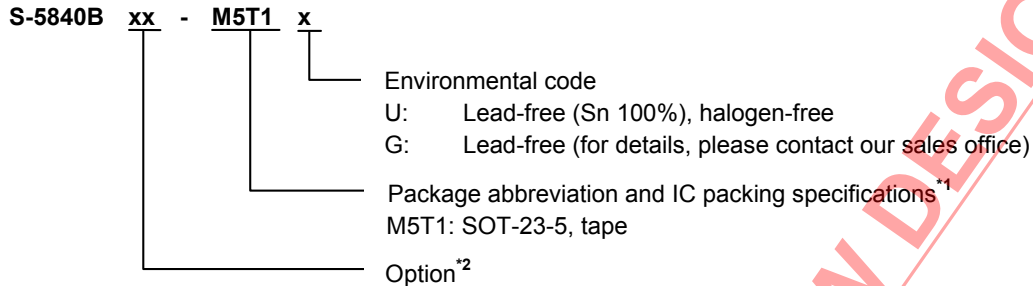 S-5840B xx - M5T1 x
Environmental code
U: Lead-free (Sn 100%), halogen-free
G: Lead-free (for details, please contact our sales office)
Package abbreviation and IC packing specifications*1
M5T1: SOT-23-5, tape
Option*2
W DESIG